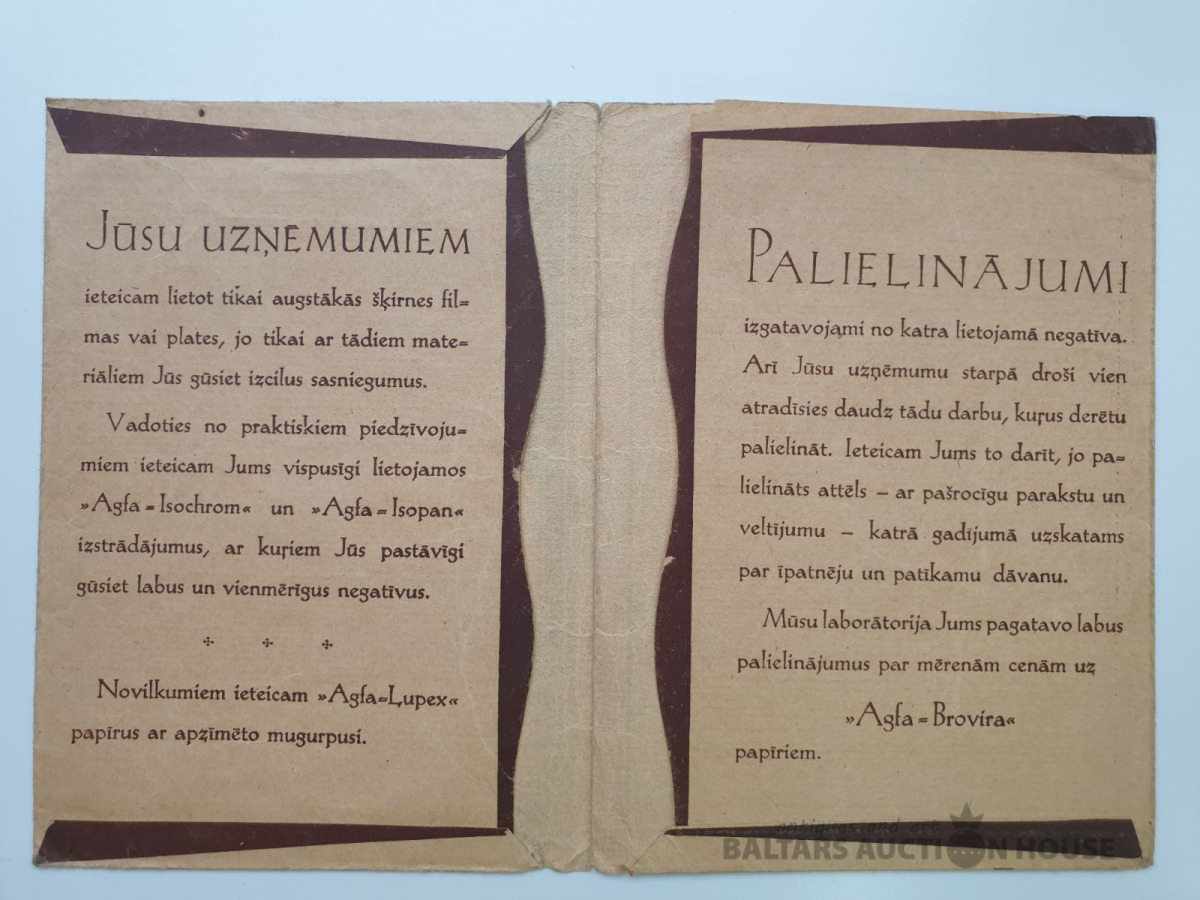 JŪSU UZŅEMUMIEM
ieteicam lietot tikai augstākās šķirnes fil=
mas vai plates, jo tikai ar tādiem mate=
riāliem Jūs gūsiet izcilus sasniegumus.
Vadoties no praktiskiem piedzīvoju=
miem ieteicam Jums vispusīgi lietojamos
»Agfa=Isochrom« un »Agfa=Isopan«
izstrādājumus, ar kuŗiem Jūs pastāvīgi
gūsiet labus un vienmērīgus negatīvus.
Novilkumiem ieteicam »Agfa=Ļupex«
papīrus ar apzīmēto mugurpusi.
PALIELINĀJUMI
izgatavojami no katra lietojamā negatīva.
Arī Jūsu uzņēmumu starpā droši vien
atradīsies daudz tādu darbu, kuŗus derētu
palielināt. Ieteicam Jums to darīt, jo pa=
lielināts attēls – ar pašrocīgu parakstu un
veltījumu – katrā gadījumā uzskatams
par īpatnēju un patīkamu dāvanu.
Mūsu laborātorija Jums pagatavo labus
palielinājumus par mērenām cenām uz
»Agfa=Brovira«
papīriem.
antiques and art
BALTARS AUCTION HOUSE